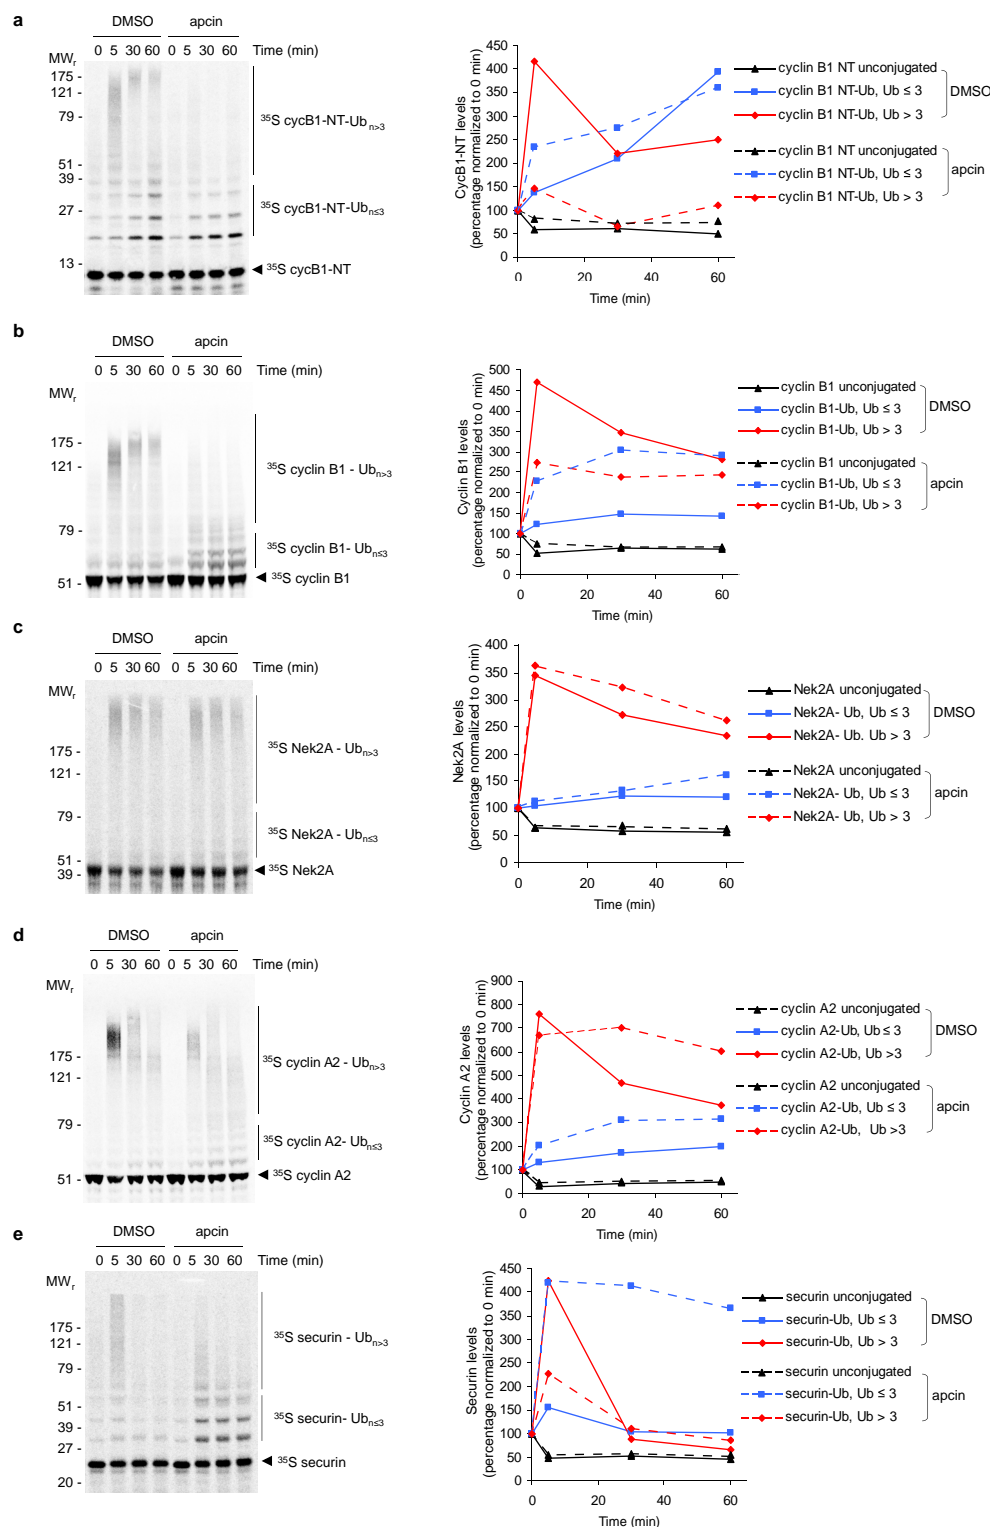 a
DMSO apcin
0 5 30 60 0 5 30 60 Time (min)
MWr
175 -
121 -
79 -
51 -
39 -
27 -
13 -
35S cycB1-NT-Ubn>3
35S cycB1-NT-Ubn≤3
35S cycB1-NT
CycB1-NT levels
(percentage normalized to 0 min)
450
400
350
300
250
200
150
100
50
0
0 20 40 60
Time (min)
cyclin B1 NT unconjugated
cyclin B1 NT-Ub, Ub ≤ 3
cyclin B1 NT-Ub, Ub > 3
DMSO
cyclin B1 NT unconjugated
cyclin B1 NT-Ub, Ub ≤ 3
cyclin B1 NT-Ub, Ub > 3
apcin
b
DMSO apcin
0 5 30 60 0 5 30 60 Time (min)
MWr
175 -
121 -
79 -
51 -
35S cyclin B1 - Ubn>3
35S cyclin B1- Ubn≤3
35S cyclin B1
Cyclin B1 levels
(percentage normalized to 0 min)
500
450
400
350
300
250
200
150
100
50
0
0 20 40 60
Time (min)
cyclin B1 unconjugated
cyclin B1-Ub, Ub ≤ 3
cyclin B1-Ub, Ub > 3
DMSO
cyclin B1 unconjugated
cyclin B1-Ub, Ub ≤ 3
cyclin B1-Ub, Ub > 3
apcin
c
DMSO apcin
0 5 30 60 0 5 30 60 Time (min)
MWr
175 -
121 -
79 -
51 -
39 -
35S Nek2A - Ubn>3
35S Nek2A - Ubn≤3
35S Nek2A
Nek2A levels
(percentage normalized to 0 min)
400
350
300
250
200
150
100
50
0
0 20 40 60
Time (min)
Nek2A unconjugated
Nek2A- Ub, Ub ≤ 3
Nek2A- Ub. Ub > 3
DMSO
Nek2A unconjugated
Nek2A- Ub, Ub ≤ 3
Nek2A- Ub, Ub > 3
apcin
d
DMSO apcin
0 5 30 60 0 5 30 60 Time (min)
MWr
175 -
121 -
79 -
51 -
35S cyclin A2 - Ubn>3
35S cyclin A2- Ubn≤3
35S cyclin A2
Cyclin A2 levels
(percentage normalized to 0 min)
900
800
700
600
500
400
300
200
100
0
0 20 40 60
Time (min)
cyclin A2 unconjugated
cyclin A2-Ub, Ub ≤ 3
cyclin A2-Ub, Ub >3
DMSO
cyclin A2 unconjugated
cyclin A2-Ub, Ub ≤ 3
cyclin A2-Ub, Ub >3
apcin
e
DMSO apcin
0 5 30 60 0 5 30 60 Time (min)
MWr
175 -
121 -
79 -
51 -
39 -
27 -
20 -
35S securin - Ubn>3
35S securin- Ubn≤3
35S securin
Securin levels
(percentage normalized to 0 min)
450
400
350
300
250
200
150
100
50
0
0 20 40 60
Time (min)
securin unconjugated
securin-Ub, Ub ≤ 3
securin-Ub, Ub > 3
DMSO
securin unconjugated
securin-Ub, Ub ≤ 3
securin-Ub, Ub > 3
apcin